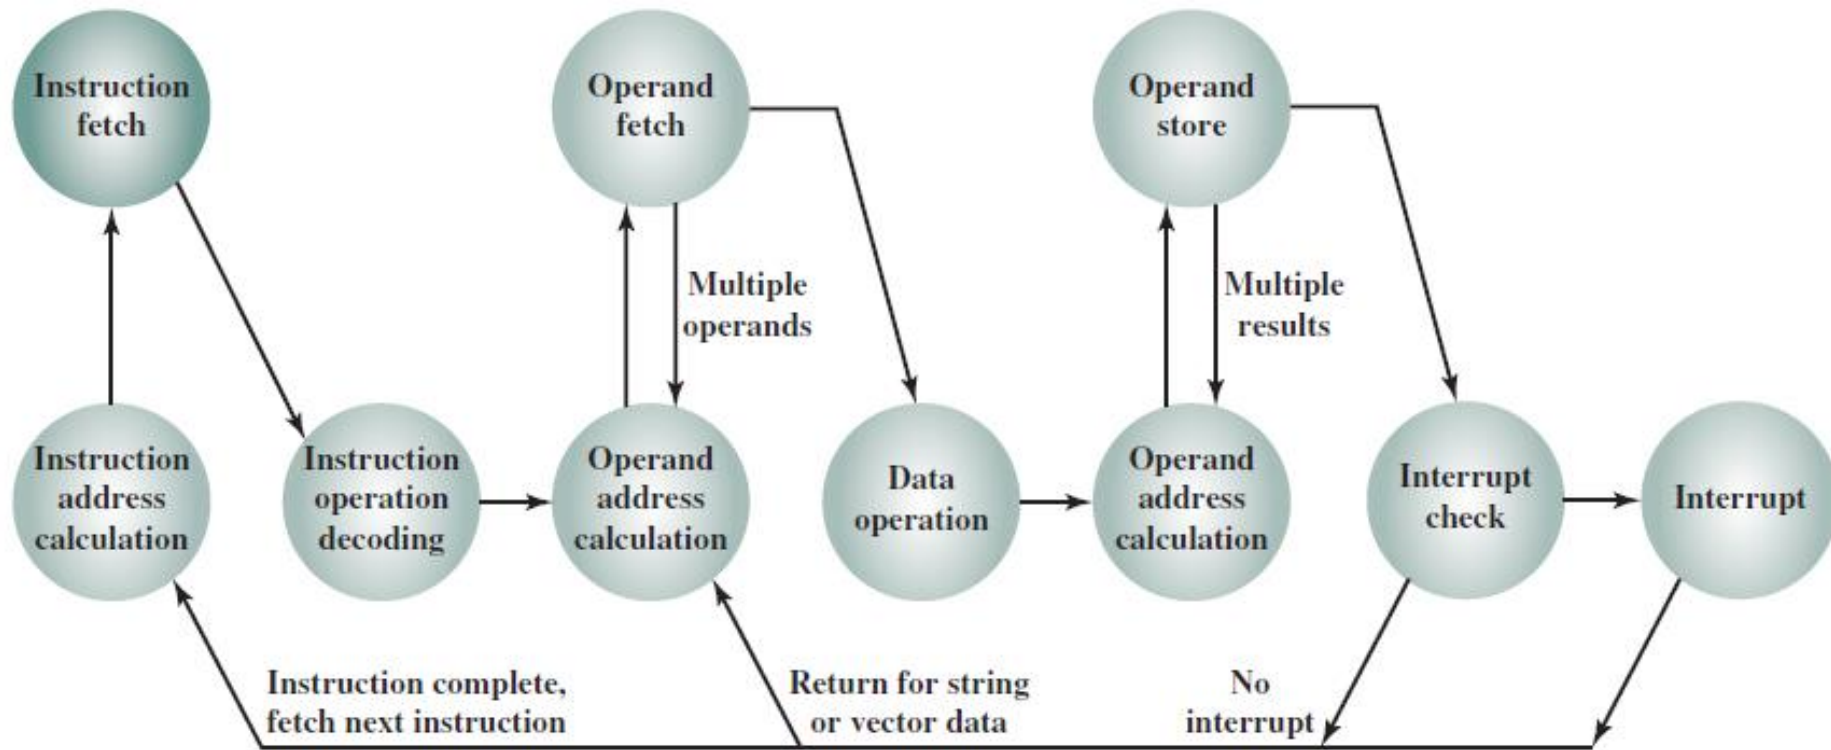 Instruction
fetch
Operand
fetch
Operand
store
Multiple
operands
Multiple
results
Instruction
address
calculation
Instruction
operation
decoding
Operand
address
calculation
Data
operation
Operand
address
calculation
Interrupt
check
Interrupt
Instruction complete,
fetch next instruction
Return for string
or vector data
No
interrupt